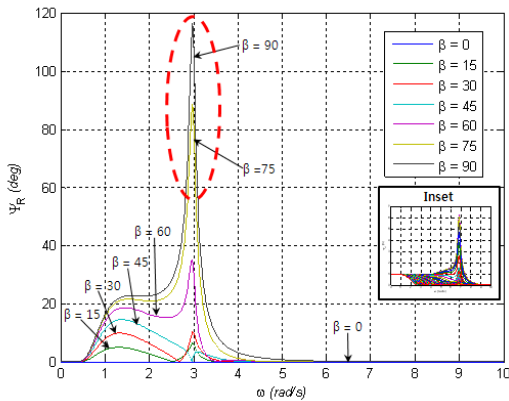 120
100
80
60
40
20
0
Ψ_R (deg)
0 1 2 3 4 5 6 7 8 9 10
ω (rad/s)
β = 90
β =75
β = 60
β = 45
β = 30
β = 15
β = 0
β = 0
β = 15
β = 30
β = 45
β = 60
β = 75
β = 90
Inset